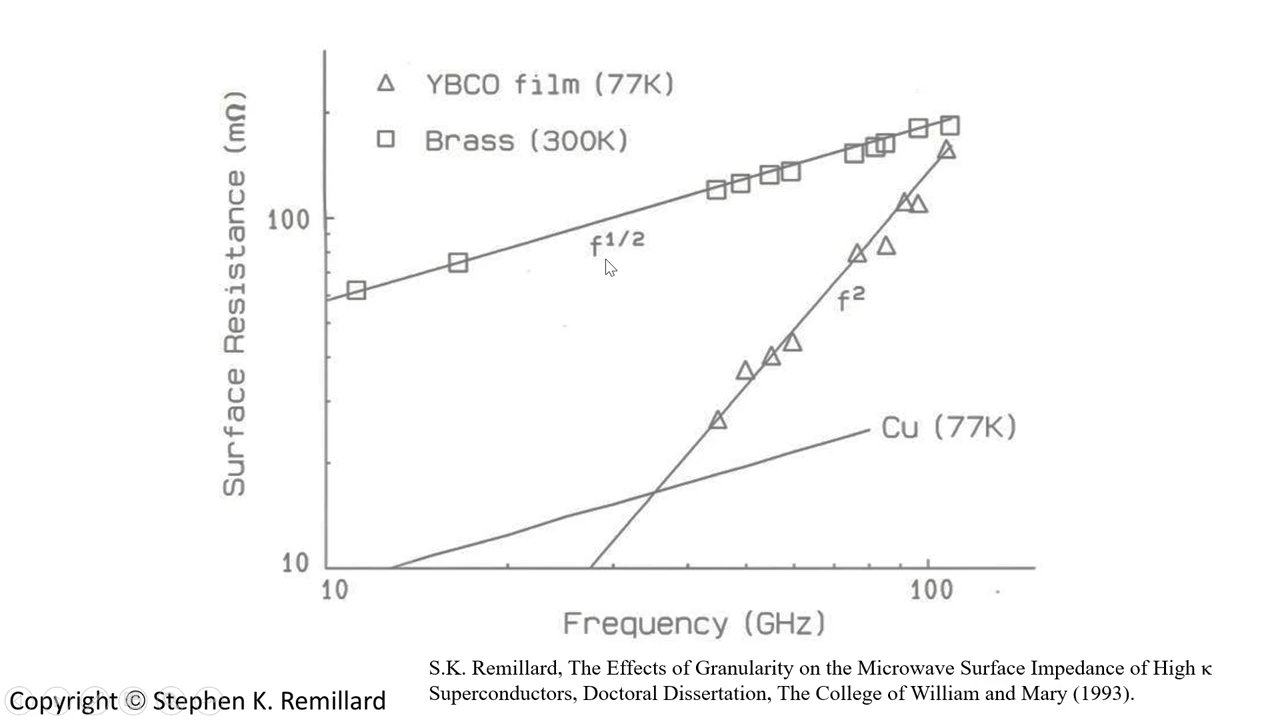 YBCO film (77K)
Brass (300K)
Surface Resistance (mΩ)
100
f1/2
f2
Cu (77K)
10
10
100
Frequency (GHz)
S.K. Remillard, The Effects of Granularity on the Microwave Surface Impedance of High κ
Superconductors, Doctoral Dissertation, The College of William and Mary (1993).
Copyright © Stephen K. Remillard